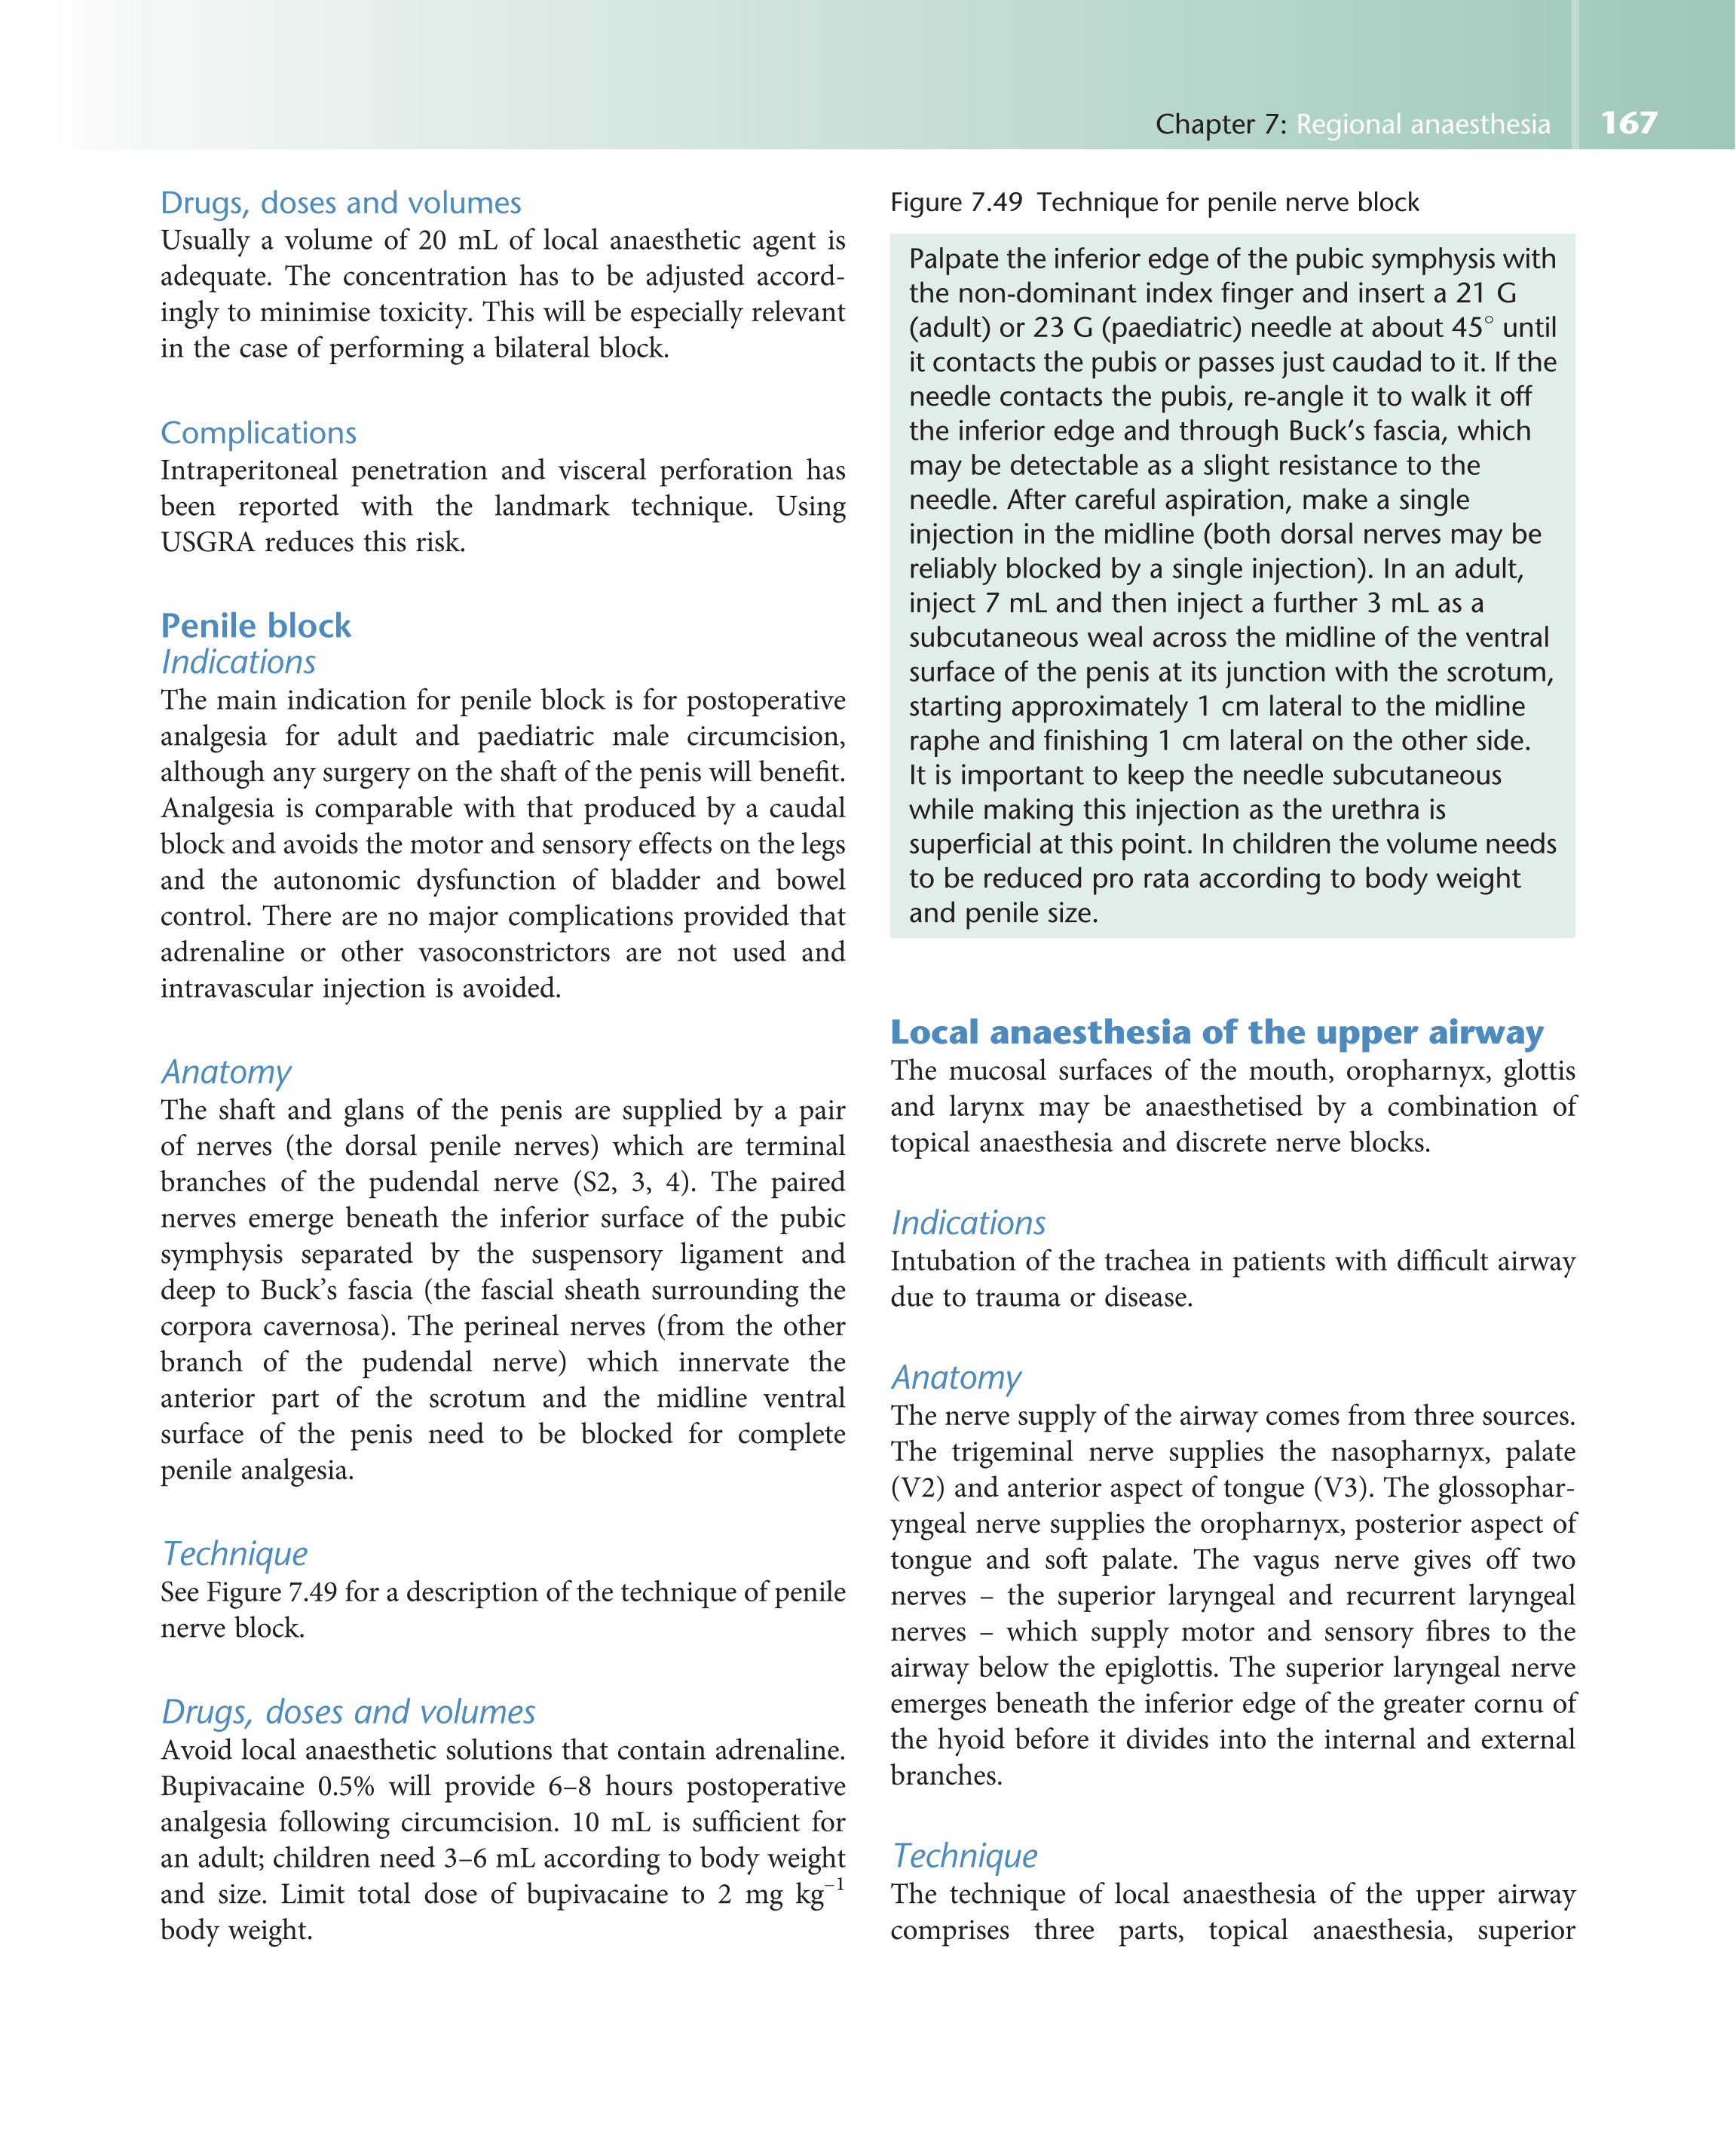 Chapter 7: Regional anaesthesia 167
Drugs, doses and volumes
Usually a volume of 20 mL of local anaesthetic agent is
adequate. The concentration has to be adjusted accord-
ingly to minimise toxicity. This will be especially relevant
in the case of performing a bilateral block.
Complications
Intraperitoneal penetration and visceral perforation has
been reported with the landmark technique. Using
USGRA reduces this risk.
Penile block
Indications
The main indication for penile block is for postoperative
analgesia for adult and paediatric male circumcision,
although any surgery on the shaft of the penis will benefit.
Analgesia is comparable with that produced by a caudal
block and avoids the motor and sensory effects on the legs
and the autonomic dysfunction of bladder and bowel
control. There are no major complications provided that
adrenaline or other vasoconstrictors are not used and
intravascular injection is avoided.
Anatomy
The shaft and glans of the penis are supplied by a pair
of nerves (the dorsal penile nerves) which are terminal
branches of the pudendal nerve (S2, 3, 4). The paired
nerves emerge beneath the inferior surface of the pubic
symphysis separated by the suspensory ligament and
deep to Buck's fascia (the fascial sheath surrounding the
corpora cavernosa). The perineal nerves (from the other
branch of the pudendal nerve) which innervate the
anterior part of the scrotum and the midline ventral
surface of the penis need to be blocked for complete
penile analgesia.
Technique
See Figure 7.49 for a description of the technique of penile
nerve block.
Drugs, doses and volumes
Avoid local anaesthetic solutions that contain adrenaline.
Bupivacaine 0.5% will provide 6–8 hours postoperative
analgesia following circumcision. 10 mL is sufficient for
an adult; children need 3–6 mL according to body weight
and size. Limit total dose of bupivacaine to 2 mg kg⁻¹
body weight.
Figure 7.49 Technique for penile nerve block
Palpate the inferior edge of the pubic symphysis with
the non-dominant index finger and insert a 21 G
(adult) or 23 G (paediatric) needle at about 45° until
it contacts the pubis or passes just caudad to it. If the
needle contacts the pubis, re-angle it to walk it off
the inferior edge and through Buck's fascia, which
may be detectable as a slight resistance to the
needle. After careful aspiration, make a single
injection in the midline (both dorsal nerves may be
reliably blocked by a single injection). In an adult,
inject 7 mL and then inject a further 3 mL as a
subcutaneous weal across the midline of the ventral
surface of the penis at its junction with the scrotum,
starting approximately 1 cm lateral to the midline
raphe and finishing 1 cm lateral on the other side.
It is important to keep the needle subcutaneous
while making this injection as the urethra is
superficial at this point. In children the volume needs
to be reduced pro rata according to body weight
and penile size.
Local anaesthesia of the upper airway
The mucosal surfaces of the mouth, oropharnyx, glottis
and larynx may be anaesthetised by a combination of
topical anaesthesia and discrete nerve blocks.
Indications
Intubation of the trachea in patients with difficult airway
due to trauma or disease.
Anatomy
The nerve supply of the airway comes from three sources.
The trigeminal nerve supplies the nasopharnyx, palate
(V2) and anterior aspect of tongue (V3). The glossophar-
yngeal nerve supplies the oropharnyx, posterior aspect of
tongue and soft palate. The vagus nerve gives off two
nerves – the superior laryngeal and recurrent laryngeal
nerves – which supply motor and sensory fibres to the
airway below the epiglottis. The superior laryngeal nerve
emerges beneath the inferior edge of the greater cornu of
the hyoid before it divides into the internal and external
branches.
Technique
The technique of local anaesthesia of the upper airway
comprises three parts, topical anaesthesia, superior